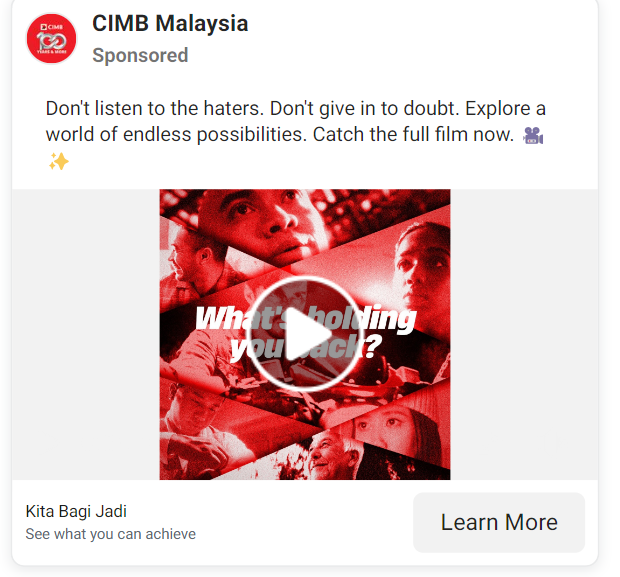 CIMB
100
YEARS & MORE
CIMB Malaysia
Sponsored
Don't listen to the haters. Don't give in to doubt. Explore a
world of endless possibilities. Catch the full film now. 🎥
✨
What's holding
you back?
Kita Bagi Jadi
See what you can achieve
Learn More